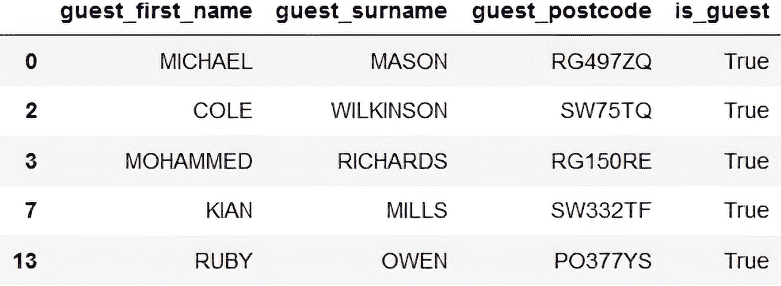 guest_first_name guest_surname guest_postcode is_guest
0 MICHAEL MASON RG497ZQ True
2 COLE WILKINSON SW75TQ True
3 MOHAMMED RICHARDS RG150RE True
7 KIAN MILLS SW332TF True
13 RUBY OWEN PO377YS True